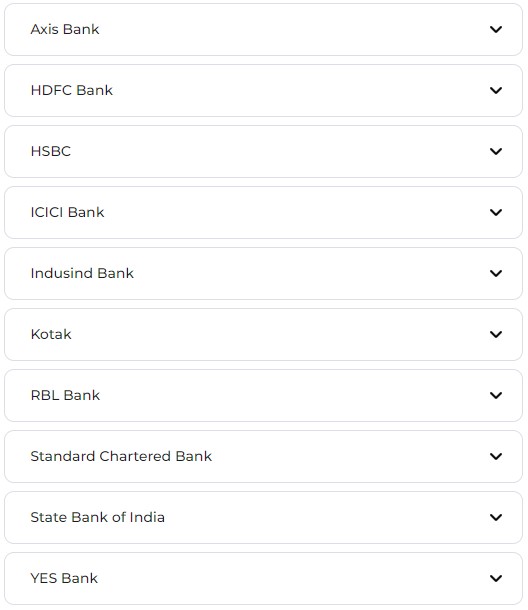 Axis Bank
HDFC Bank
HSBC
ICICI Bank
Indusind Bank
Kotak
RBL Bank
Standard Chartered Bank
State Bank of India
YES Bank